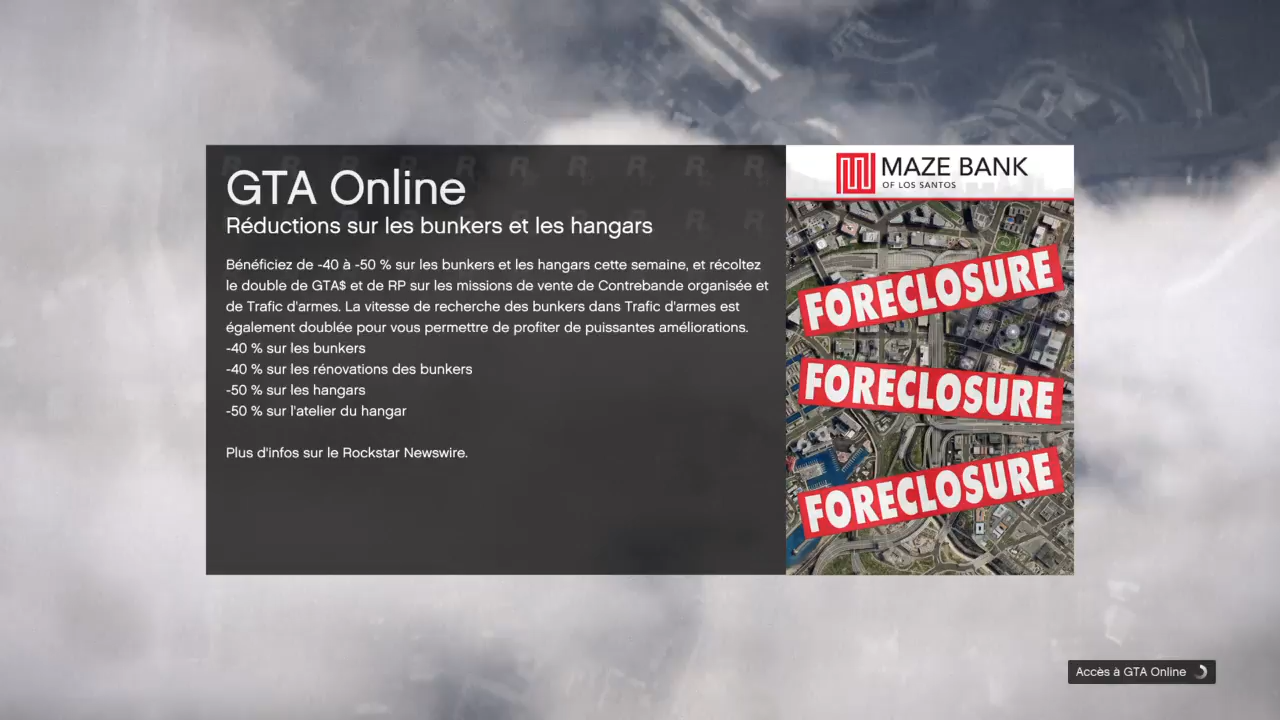 GTA Online
Réductions sur les bunkers et les hangars
Bénéficiez de -40 à -50 % sur les bunkers et les hangars cette semaine, et récoltez
le double de GTA$ et de RP sur les missions de vente de Contrebande organisée et
de Trafic d'armes. La vitesse de recherche des bunkers dans Trafic d'armes est
également doublée pour vous permettre de profiter de puissantes améliorations.
-40 % sur les bunkers
-40 % sur les rénovations des bunkers
-50 % sur les hangars
-50 % sur l'atelier du hangar
Plus d'infos sur le Rockstar Newswire.
MAZE BANK
OF LOS SANTOS
FORECLOSURE
FORECLOSURE
FORECLOSURE
Accès à GTA Online